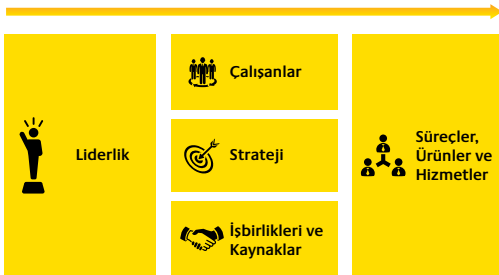 Liderlik
Çalışanlar
Strateji
İşbirlikleri ve
Kaynaklar
Süreçler,
Ürünler ve
Hizmetler